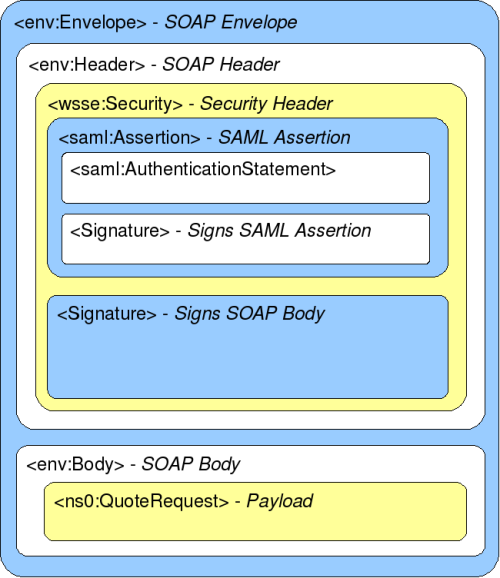 <env:Envelope> - SOAP Envelope
<env:Header> - SOAP Header
<wsse:Security> - Security Header
<saml:Assertion> - SAML Assertion
<saml:AuthenticationStatement>
<Signature> - Signs SAML Assertion
<Signature> - Signs SOAP Body
<env:Body> - SOAP Body
<ns0:QuoteRequest> - Payload